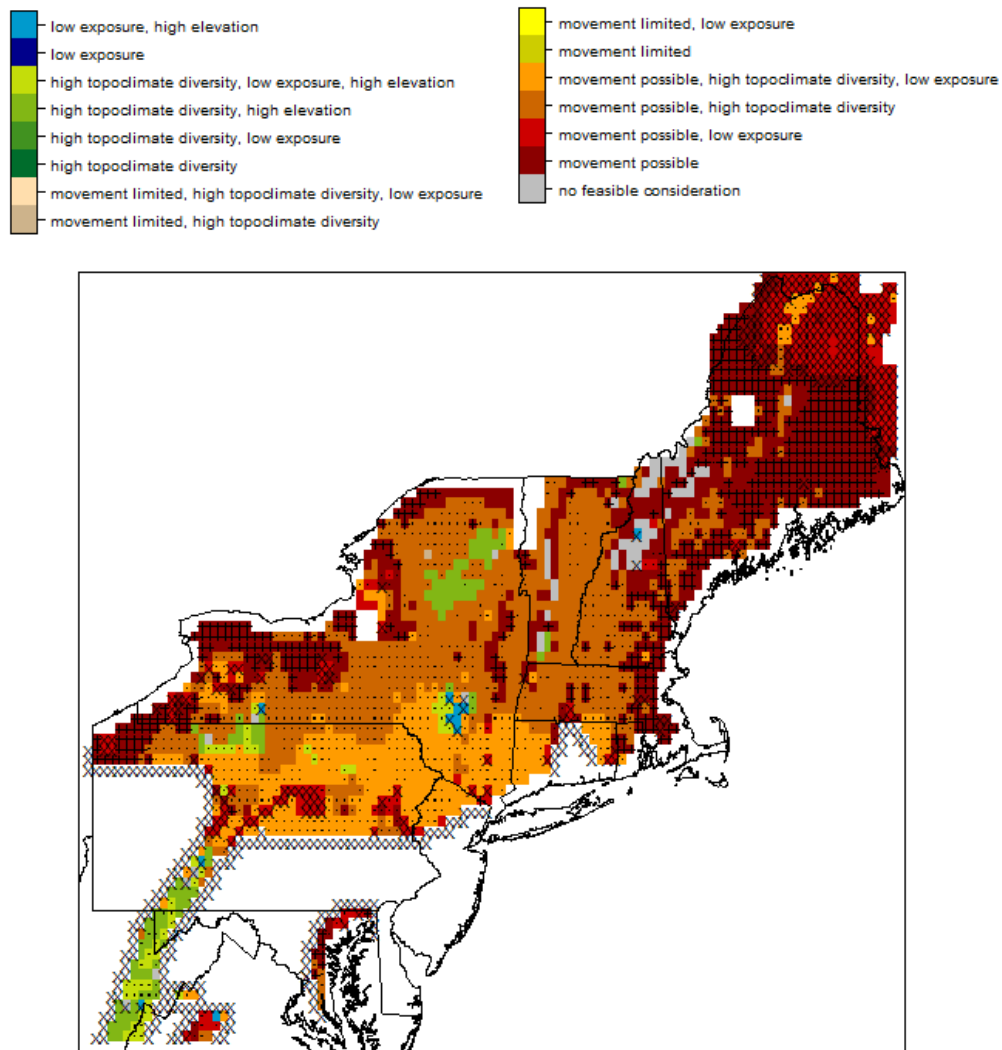 low exposure, high elevation
low exposure
high topoclimate diversity, low exposure, high elevation
high topoclimate diversity, high elevation
high topoclimate diversity, low exposure
high topoclimate diversity
movement limited, high topoclimate diversity, low exposure
movement limited, high topoclimate diversity
movement limited, low exposure
movement limited
movement possible, high topoclimate diversity, low exposure
movement possible, high topoclimate diversity
movement possible, low exposure
movement possible
no feasible consideration